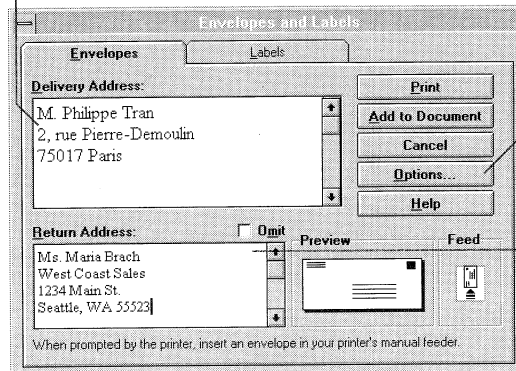 Envelopes and Labels
Envelopes
Labels
Delivery Address:
M. Philippe Tran
2, rue Pierre-Demoulin
75017 Paris
Print
Add to Document
Cancel
Options...
Help
Return Address:
Omit
Ms. Maria Brach
West Coast Sales
1234 Main St.
Seattle, WA 55523
Preview
Feed
When prompted by the printer, insert an envelope in your printer's manual feeder.